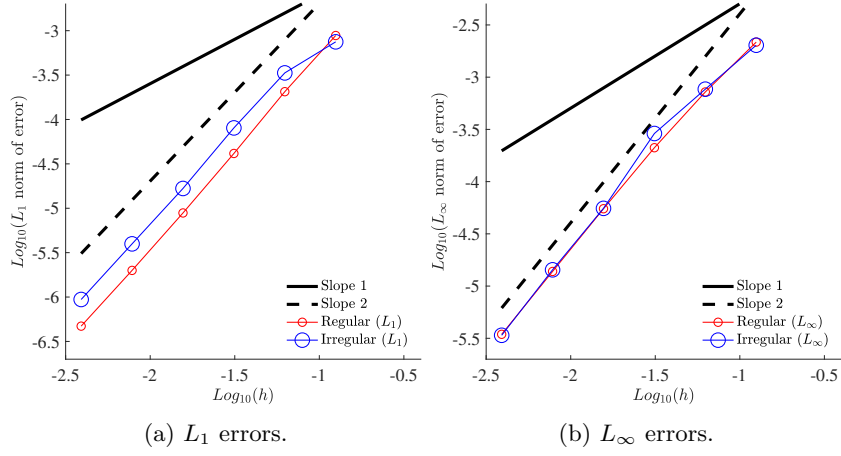 -3
-3.5
-4
-4.5
-5
-5.5
-6
-6.5
Log10(L1 norm of error)
-2.5 -2 -1.5 -1 -0.5
Log10(h)
Slope 1
Slope 2
Regular (L1)
Irregular (L1)
(a) L1 errors.
-2.5
-3
-3.5
-4
-4.5
-5
-5.5
Log10(L∞ norm of error)
-2.5 -2 -1.5 -1 -0.5
Log10(h)
Slope 1
Slope 2
Regular (L∞)
Irregular (L∞)
(b) L∞ errors.